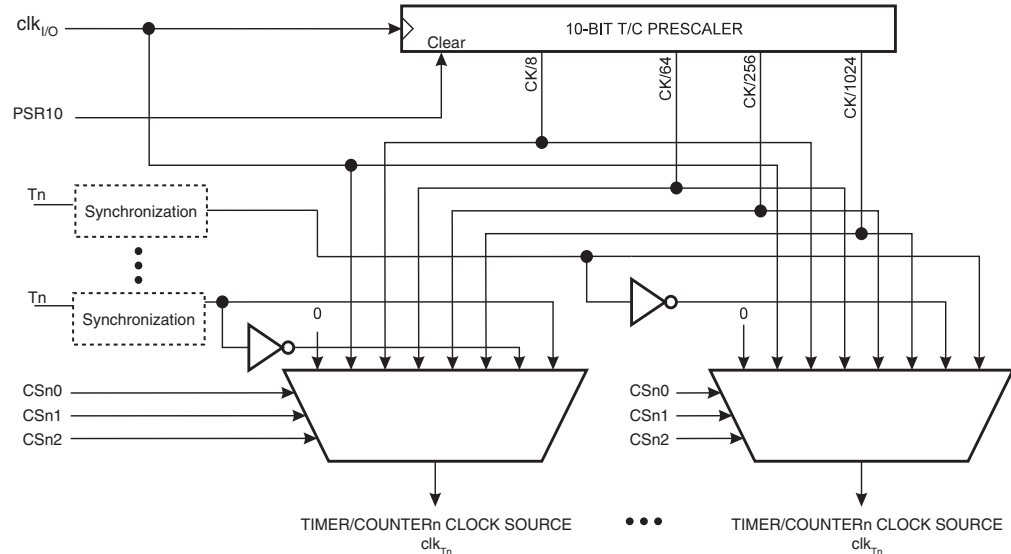 clkI/O
10-BIT T/C PRESCALER
Clear
CK/8
CK/64
CK/256
CK/1024
PSR10
Tn
Synchronization
Tn
Synchronization
0
0
CSn0
CSn1
CSn2
CSn0
CSn1
CSn2
TIMER/COUNTERn CLOCK SOURCE
clkTn
TIMER/COUNTERn CLOCK SOURCE
clkTn